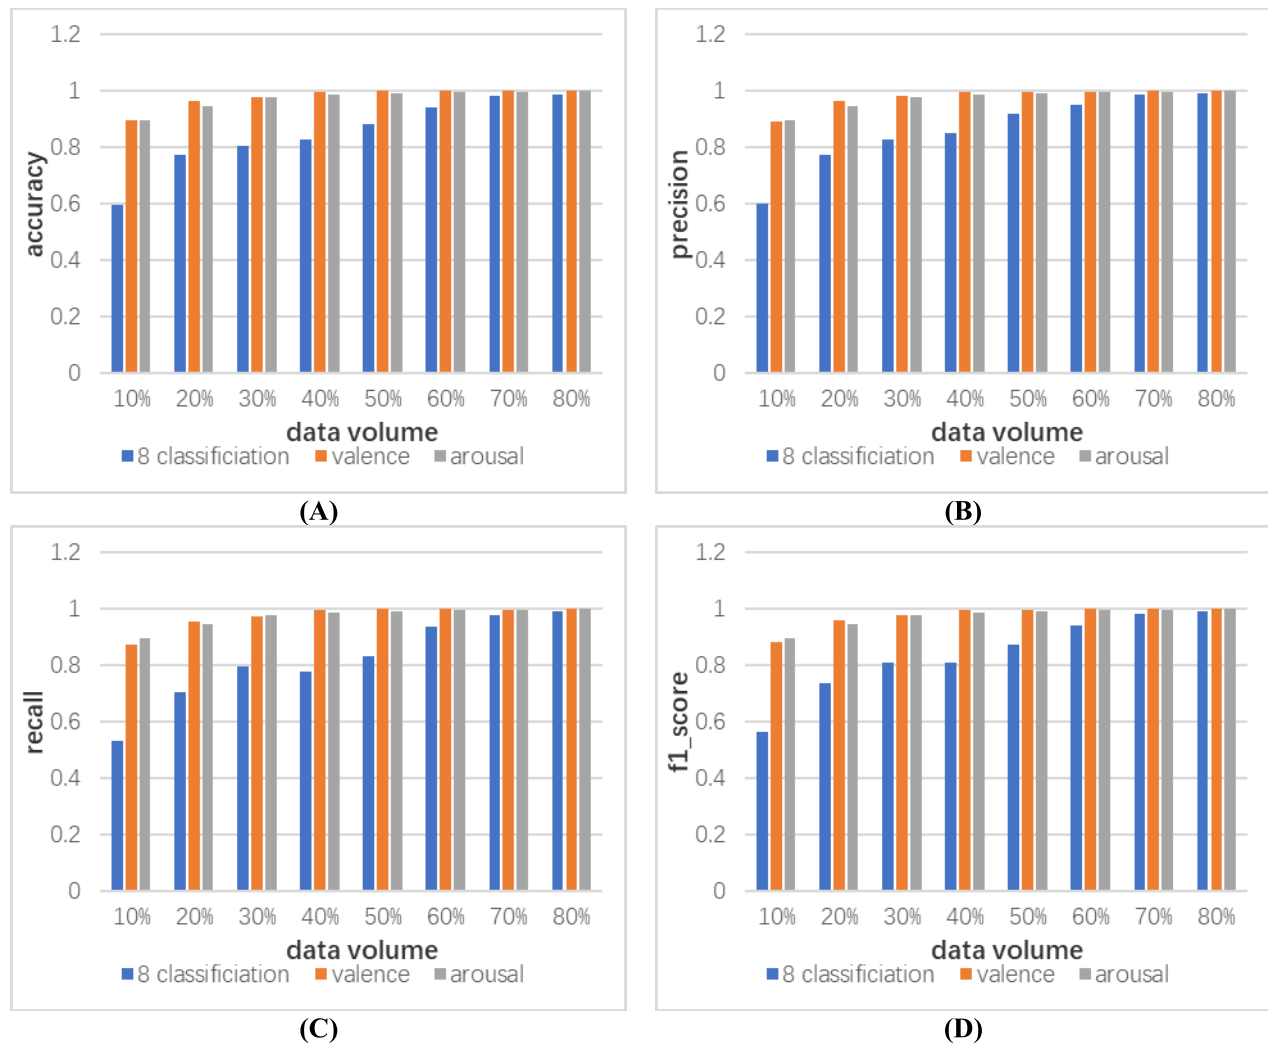 1.2
1
0.8
0.6
0.4
0.2
0
accuracy
10% 20% 30% 40% 50% 60% 70% 80%
data volume
8 classificiation valence arousal
(A)
1.2
1
0.8
0.6
0.4
0.2
0
precision
10% 20% 30% 40% 50% 60% 70% 80%
data volume
8 classificiation valence arousal
(B)
1.2
1
0.8
0.6
0.4
0.2
0
recall
10% 20% 30% 40% 50% 60% 70% 80%
data volume
8 classificiation valence arousal
(C)
1.2
1
0.8
0.6
0.4
0.2
0
f1_score
10% 20% 30% 40% 50% 60% 70% 80%
data volume
8 classificiation valence arousal
(D)